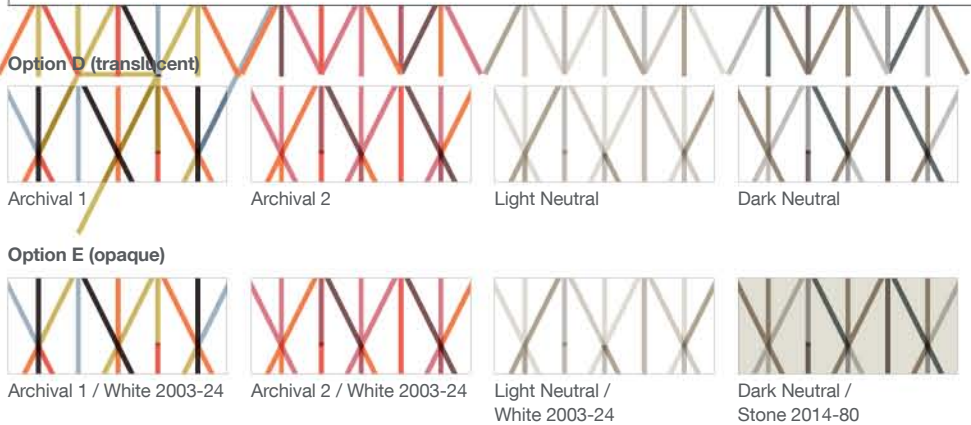 Option D (translucent)
Archival 1
Archival 2
Light Neutral
Dark Neutral
Option E (opaque)
Archival 1 / White 2003-24
Archival 2 / White 2003-24
Light Neutral /
White 2003-24
Dark Neutral /
Stone 2014-80